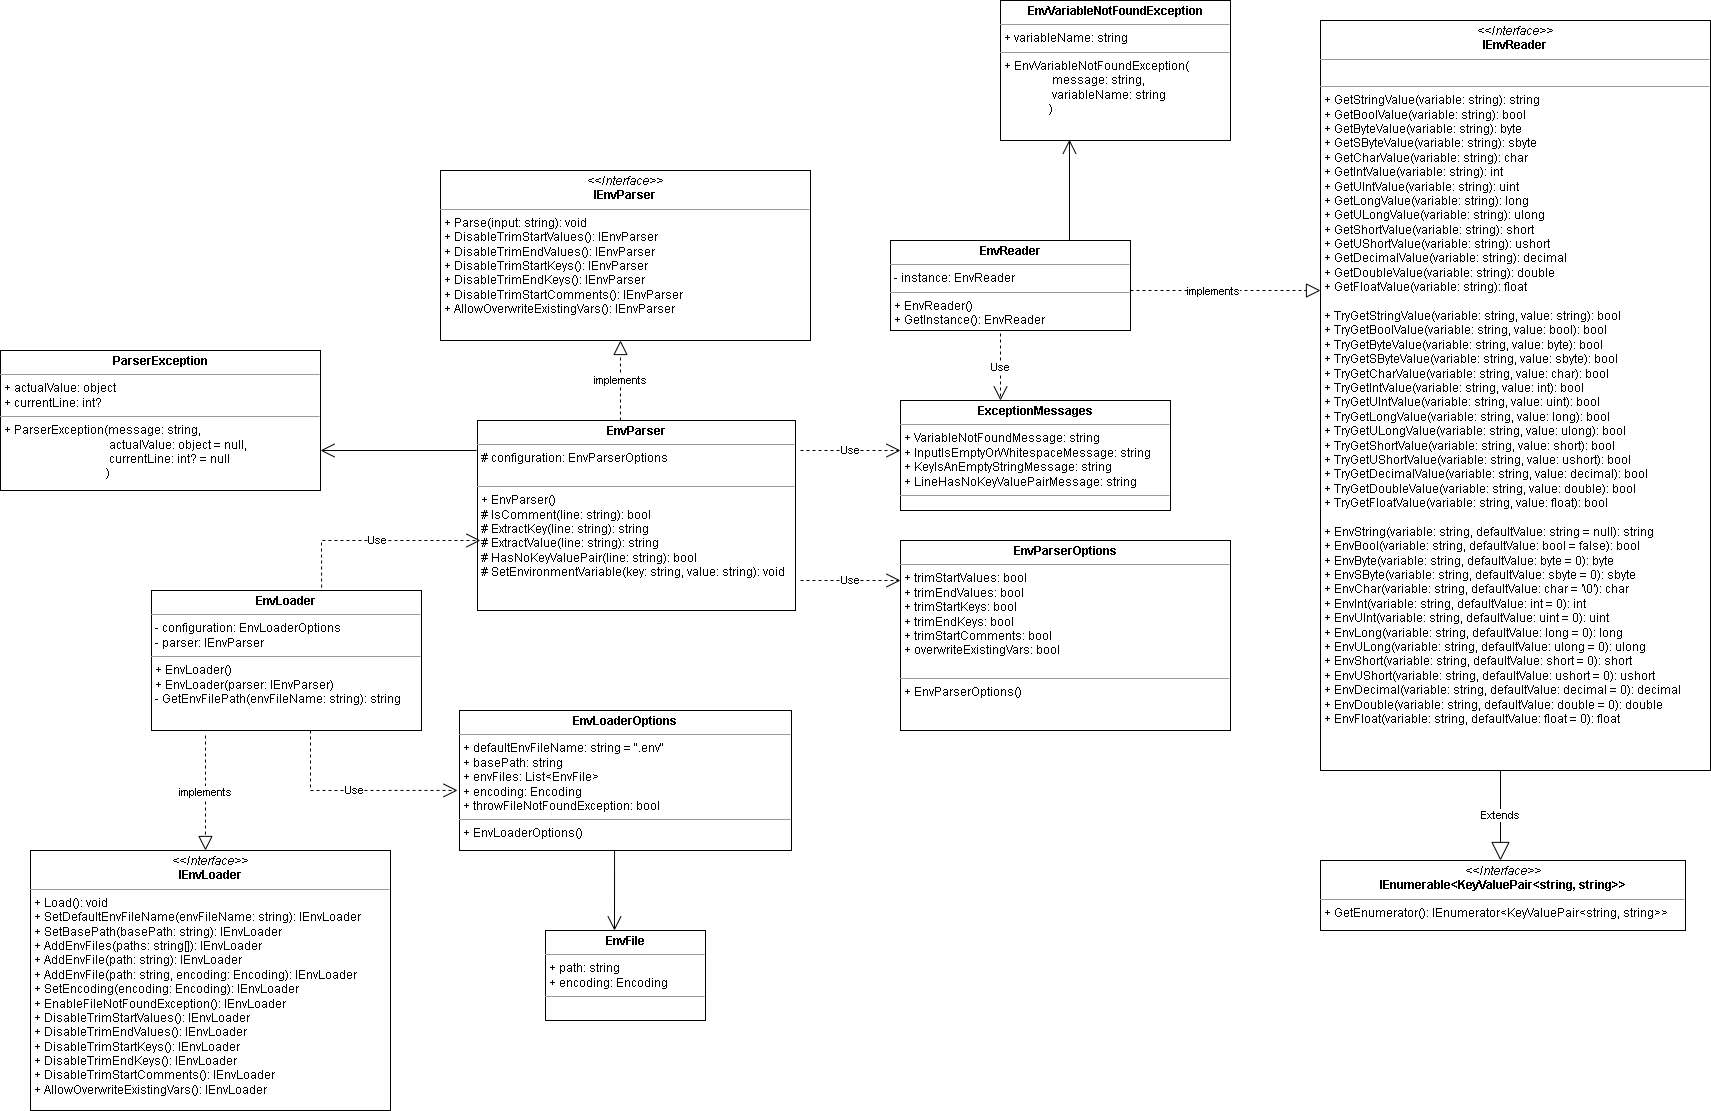 EnvVariableNotFoundException
+ variableName: string
+ EnvVariableNotFoundException(
message: string,
variableName: string
)
<<Interface>>
IEnvReader
+ GetStringValue(variable: string): string
+ GetBoolValue(variable: string): bool
+ GetByteValue(variable: string): byte
+ GetSByteValue(variable: string): sbyte
+ GetCharValue(variable: string): char
+ GetIntValue(variable: string): int
+ GetUIntValue(variable: string): uint
+ GetLongValue(variable: string): long
+ GetULongValue(variable: string): ulong
+ GetShortValue(variable: string): short
+ GetUShortValue(variable: string): ushort
+ GetDecimalValue(variable: string): decimal
+ GetDoubleValue(variable: string): double
+ GetFloatValue(variable: string): float
+ TryGetStringValue(variable: string, value: string): bool
+ TryGetBoolValue(variable: string, value: bool): bool
+ TryGetByteValue(variable: string, value: byte): bool
+ TryGetSByteValue(variable: string, value: sbyte): bool
+ TryGetCharValue(variable: string, value: char): bool
+ TryGetIntValue(variable: string, value: int): bool
+ TryGetUIntValue(variable: string, value: uint): bool
+ TryGetLongValue(variable: string, value: long): bool
+ TryGetULongValue(variable: string, value: ulong): bool
+ TryGetShortValue(variable: string, value: short): bool
+ TryGetUShortValue(variable: string, value: ushort): bool
+ TryGetDecimalValue(variable: string, value: decimal): bool
+ TryGetDoubleValue(variable: string, value: double): bool
+ TryGetFloatValue(variable: string, value: float): bool
+ EnvString(variable: string, defaultValue: string = null): string
+ EnvBool(variable: string, defaultValue: bool = false): bool
+ EnvByte(variable: string, defaultValue: byte = 0): byte
+ EnvSByte(variable: string, defaultValue: sbyte = 0): sbyte
+ EnvChar(variable: string, defaultValue: char = '\0'): char
+ EnvInt(variable: string, defaultValue: int = 0): int
+ EnvUInt(variable: string, defaultValue: uint = 0): uint
+ EnvLong(variable: string, defaultValue: long = 0): long
+ EnvULong(variable: string, defaultValue: ulong = 0): ulong
+ EnvShort(variable: string, defaultValue: short = 0): short
+ EnvUShort(variable: string, defaultValue: ushort = 0): ushort
+ EnvDecimal(variable: string, defaultValue: decimal = 0): decimal
+ EnvDouble(variable: string, defaultValue: double = 0): double
+ EnvFloat(variable: string, defaultValue: float = 0): float
<<Interface>>
IEnvParser
+ Parse(input: string): void
+ DisableTrimStartValues(): IEnvParser
+ DisableTrimEndValues(): IEnvParser
+ DisableTrimStartKeys(): IEnvParser
+ DisableTrimEndKeys(): IEnvParser
+ DisableTrimStartComments(): IEnvParser
+ AllowOverwriteExistingVars(): IEnvParser
EnvReader
- instance: EnvReader
+ EnvReader()
+ GetInstance(): EnvReader
implements
Use
implements
ParserException
+ actualValue: object
+ currentLine: int?
+ ParserException(message: string,
actualValue: object = null,
currentLine: int? = null
)
EnvParser
# configuration: EnvParserOptions
+ EnvParser()
# IsComment(line: string): bool
# ExtractKey(line: string): string
# ExtractValue(line: string): string
# HasNoKeyValuePair(line: string): bool
# SetEnvironmentVariable(key: string, value: string): void
Use
Use
Use
ExceptionMessages
+ VariableNotFoundMessage: string
+ InputIsEmptyOrWhitespaceMessage: string
+ KeyIsAnEmptyStringMessage: string
+ LineHasNoKeyValuePairMessage: string
EnvParserOptions
+ trimStartValues: bool
+ trimEndValues: bool
+ trimStartKeys: bool
+ trimEndKeys: bool
+ trimStartComments: bool
+ overwriteExistingVars: bool
+ EnvParserOptions()
EnvLoader
- configuration: EnvLoaderOptions
- parser: IEnvParser
+ EnvLoader()
+ EnvLoader(parser: IEnvParser)
- GetEnvFilePath(envFileName: string): string
implements
Use
EnvLoaderOptions
+ defaultEnvFileName: string = ".env"
+ basePath: string
+ envFiles: List<EnvFile>
+ encoding: Encoding
+ throwFileNotFoundException: bool
+ EnvLoaderOptions()
Extends
<<Interface>>
IEnvLoader
+ Load(): void
+ SetDefaultEnvFileName(envFileName: string): IEnvLoader
+ SetBasePath(basePath: string): IEnvLoader
+ AddEnvFiles(paths: string[]): IEnvLoader
+ AddEnvFile(path: string): IEnvLoader
+ AddEnvFile(path: string, encoding: Encoding): IEnvLoader
+ SetEncoding(encoding: Encoding): IEnvLoader
+ EnableFileNotFoundException(): IEnvLoader
+ DisableTrimStartValues(): IEnvLoader
+ DisableTrimEndValues(): IEnvLoader
+ DisableTrimStartKeys(): IEnvLoader
+ DisableTrimEndKeys(): IEnvLoader
+ DisableTrimStartComments(): IEnvLoader
+ AllowOverwriteExistingVars(): IEnvLoader
EnvFile
+ path: string
+ encoding: Encoding
<<Interface>>
IEnumerable<KeyValuePair<string, string>>
+ GetEnumerator(): IEnumerator<KeyValuePair<string, string>>